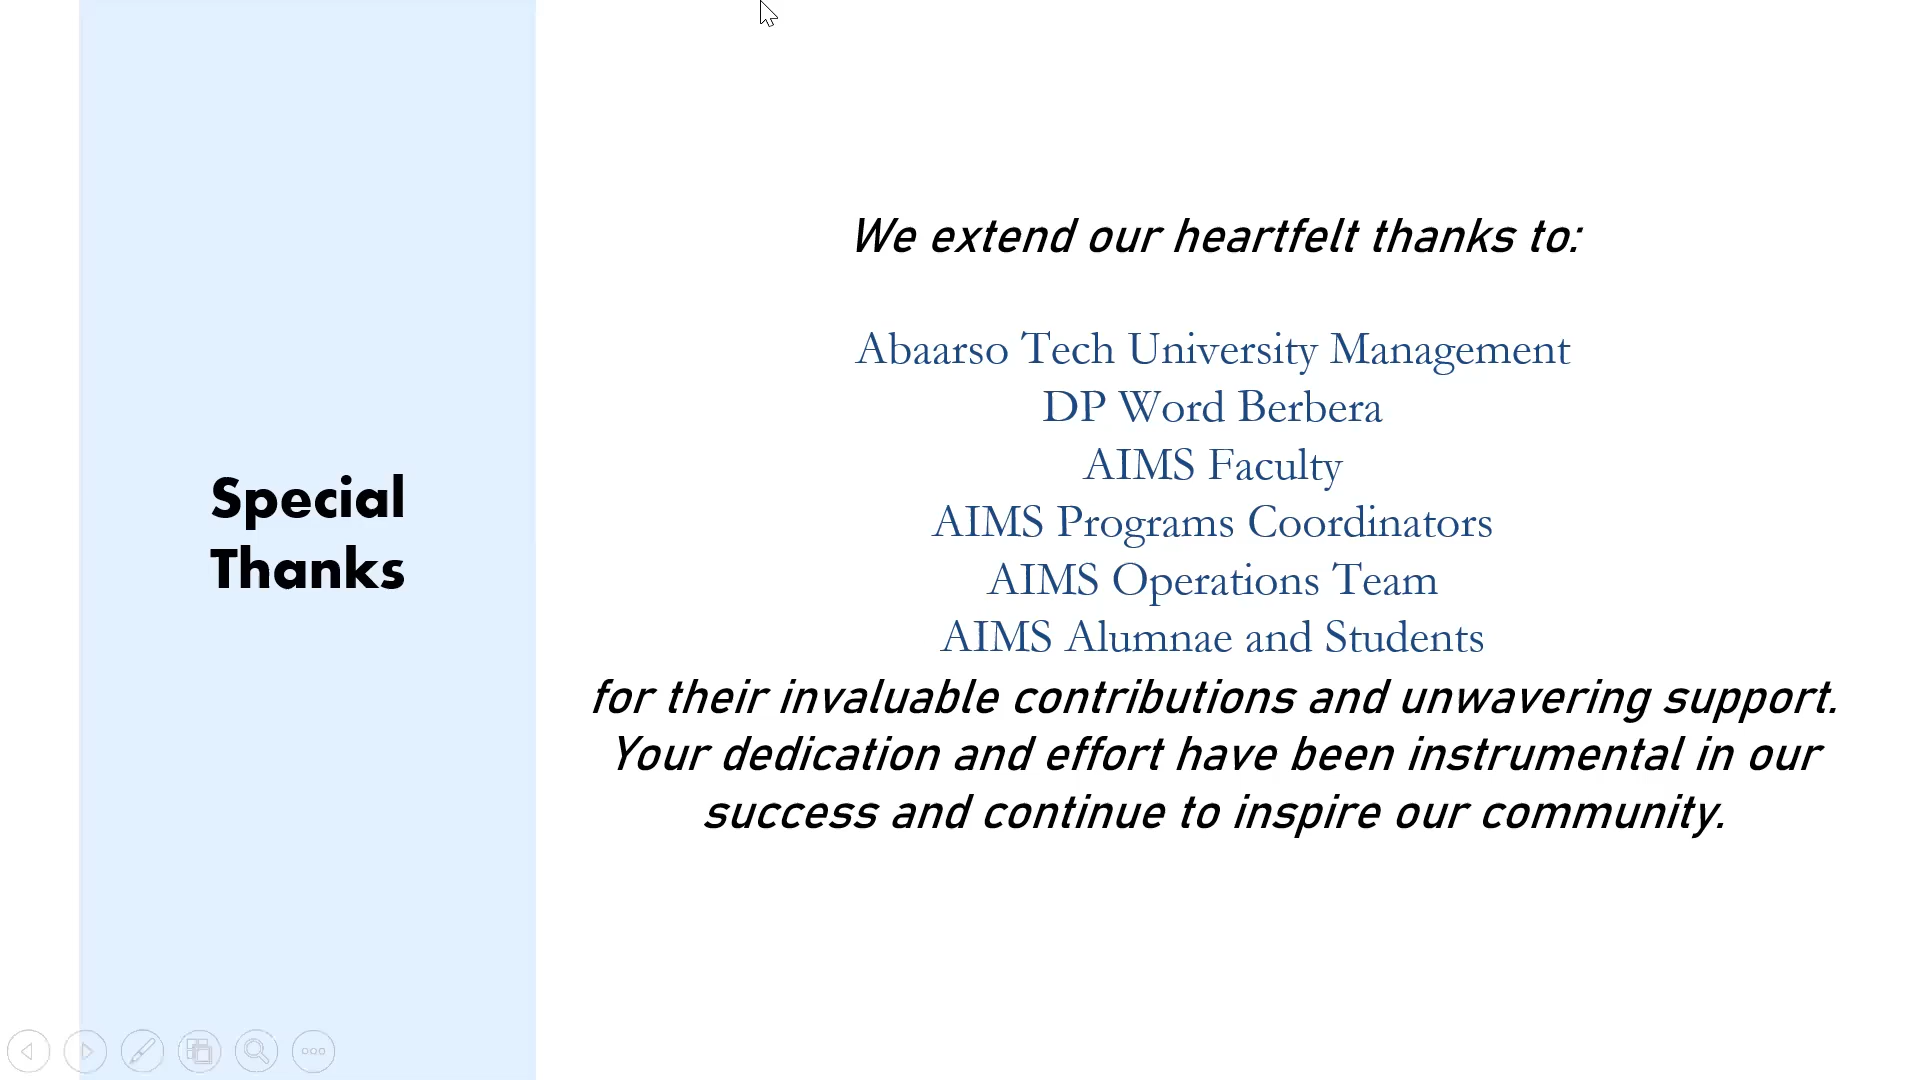 Special
Thanks
We extend our heartfelt thanks to:
Abaarso Tech University Management
DP Word Berbera
AIMS Faculty
AIMS Programs Coordinators
AIMS Operations Team
AIMS Alumnae and Students
for their invaluable contributions and unwavering support.
Your dedication and effort have been instrumental in our
success and continue to inspire our community.